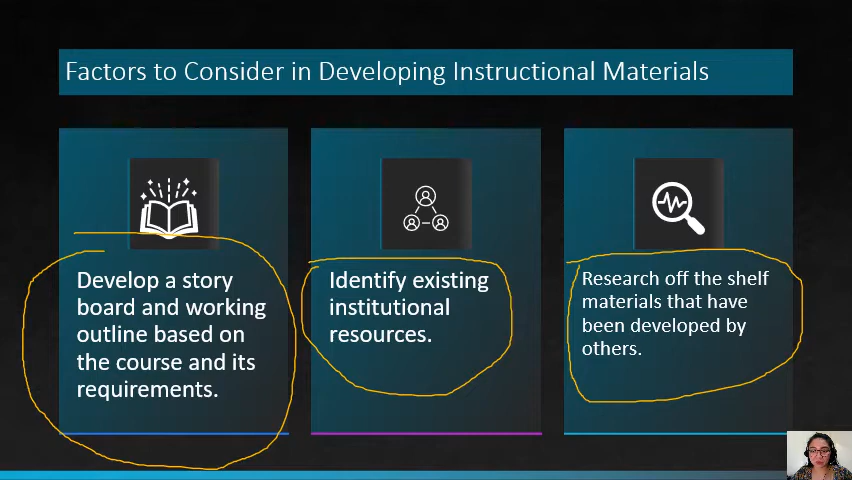 Factors to Consider in Developing Instructional Materials
Develop a story
board and working
outline based on
the course and its
requirements.
Identify existing
institutional
resources.
Research off the shelf
materials that have
been developed by
others.